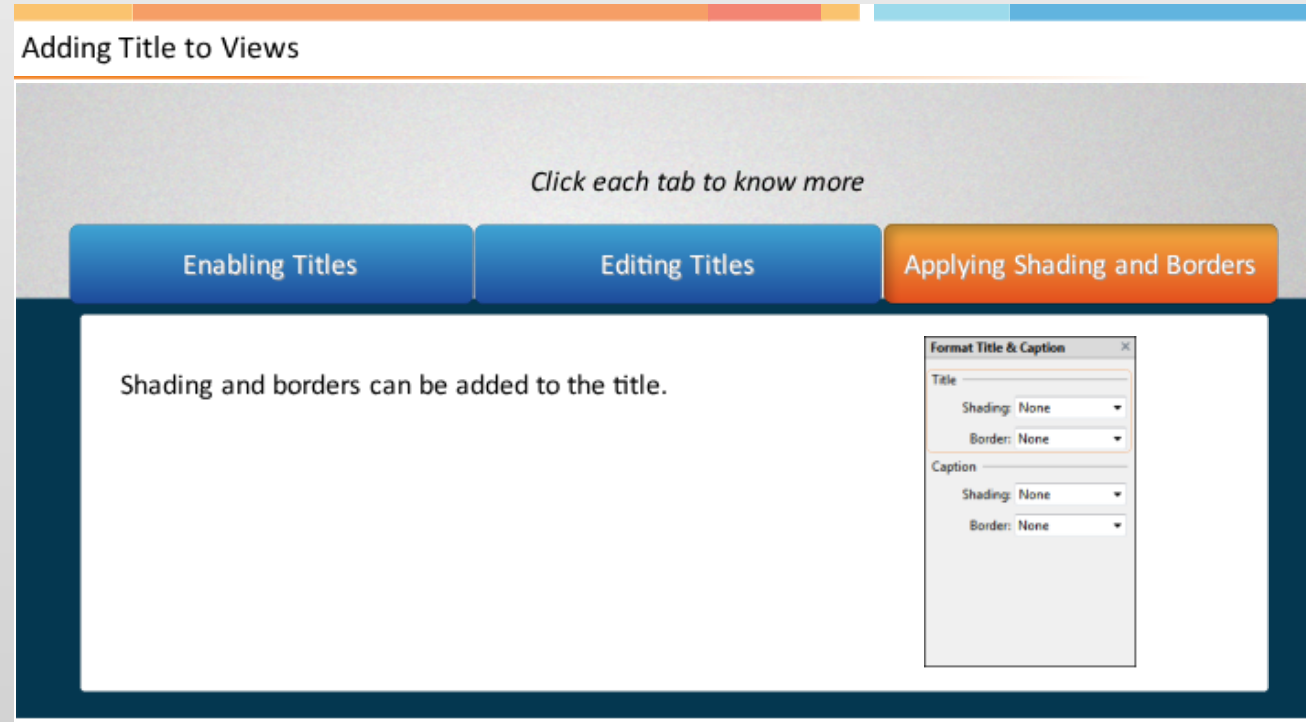 Adding Title to Views
Click each tab to know more
Enabling Titles
Editing Titles
Applying Shading and Borders
Shading and borders can be added to the title.
Format Title & Caption
Title
Shading: None
Border: None
Caption
Shading: None
Border: None